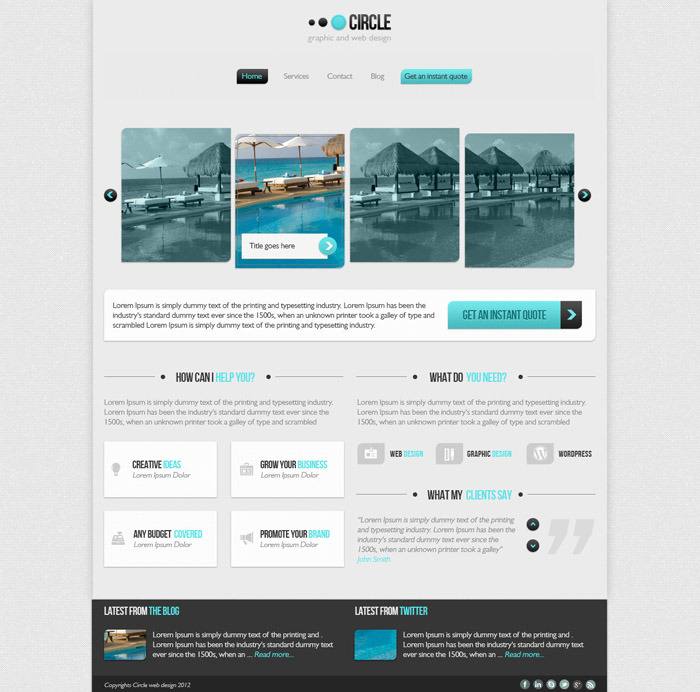 CIRCLE
graphic and web design
Home
Services
Contact
Blog
Get an instant quote
Title goes here
Lorem Ipsum is simply dummy text of the printing and typesetting industry. Lorem Ipsum has been the
industry's standard dummy text ever since the 1500s, when an unknown printer took a galley of type and
scrambled Lorem Ipsum is simply dummy text of the printing and typesetting industry.
GET AN INSTANT QUOTE
HOW CAN I HELP YOU?
Lorem Ipsum is simply dummy text of the printing and typesetting industry.
Lorem Ipsum has been the industry's standard dummy text ever since the
1500s, when an unknown printer took a galley of type and scrambled
CREATIVE IDEAS
Lorem Ipsum Dolor
GROW YOUR BUSINESS
Lorem Ipsum Dolor
ANY BUDGET COVERED
Lorem Ipsum Dolor
PROMOTE YOUR BRAND
Lorem Ipsum Dolor
WHAT DO YOU NEED?
Lorem Ipsum is simply dummy text of the printing and typesetting industry.
Lorem Ipsum has been the industry's standard dummy text ever since the
1500s, when an unknown printer took a galley of type and scrambled
WEB DESIGN
GRAPHIC DESIGN
WORDPRESS
WHAT MY CLIENTS SAY
"Lorem Ipsum is simply dummy text of the printing
and typesetting industry. Lorem Ipsum has been the
industry's standard dummy text ever since the
1500s, when an unknown printer took a galley"
John Smith
LATEST FROM THE BLOG
Lorem Ipsum is simply dummy text of the printing and .
Lorem Ipsum has been the industry's standard dummy text
ever since the 1500s, when an ... Read more...
LATEST FROM TWITTER
Lorem Ipsum is simply dummy text of the printing and .
Lorem Ipsum has been the industry's standard dummy text
ever since the 1500s, when an ... Read more...
Copyrights Circle web design 2012